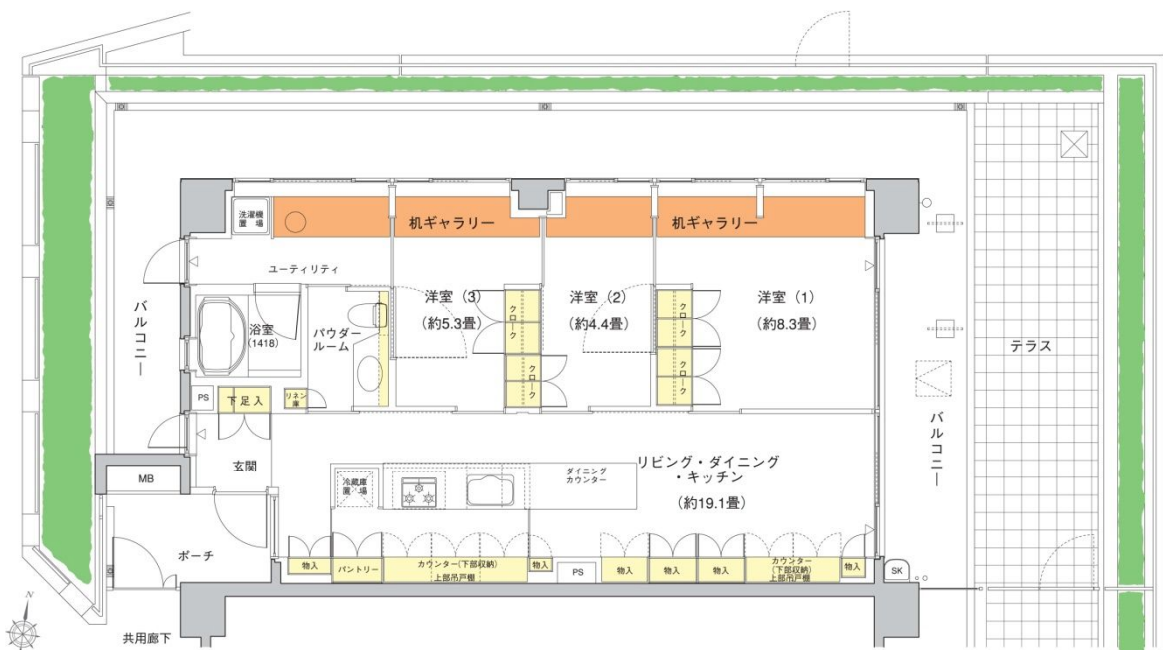 洗濯機
置場
机ギャラリー
机ギャラリー
ユーティリティ
バルコニー
浴室
(1418)
パウダー
ルーム
洋室(3)
(約5.3畳)
クローク
クローク
洋室(2)
(約4.4畳)
クローク
クローク
洋室(1)
(約8.3畳)
テラス
バルコニー
PS
下足入
リネン
庫
玄関
MB
ポーチ
冷蔵庫
置場
ダイニング
カウンター
リビング・ダイニング
・キッチン
(約19.1畳)
物入
パントリー
カウンター(下部収納)
上部吊戸棚
物入
PS
物入
物入
物入
カウンター
(下部収納)
上部吊戸棚
物入
SK
N
共用廊下